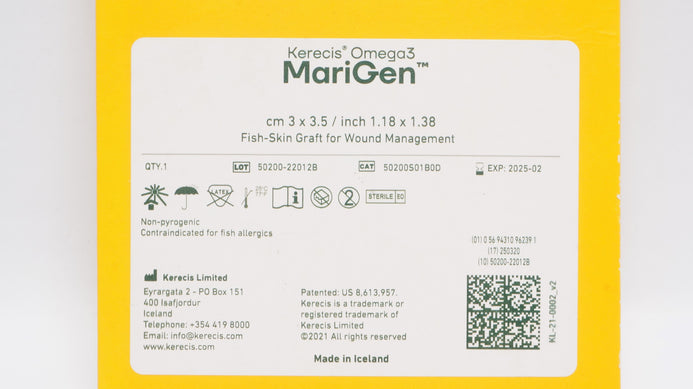 Kerecis® Omega3
MariGen™
cm 3 x 3.5 / inch 1.18 x 1.38
Fish-Skin Graft for Wound Management
QTY.1 LOT 50200-22012B CAT 50200S01B0D EXP: 2025-02
LATEX 2 STERILE EO
Non-pyrogenic
Contraindicated for fish allergics
Kerecis Limited
Eyrargata 2 - PO Box 151
400 Isafjordur
Iceland
Telephone: +354 419 8000
Email: info@kerecis.com
www.kerecis.com
Patented: US 8,613,957.
Kerecis is a trademark or
registered trademark of
Kerecis Limited
©2021 All rights reserved
Made in Iceland
(01) 0 56 94310 96239 1
(17) 250320
(10) 50200-22012B
KL-21-0002_v2